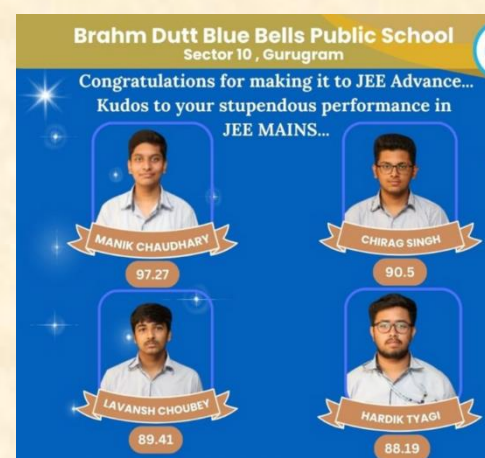 Brahm Dutt Blue Bells Public School
Sector 10 , Gurugram
Congratulations for making it to JEE Advance...
Kudos to your stupendous performance in
JEE MAINS...
MANIK CHAUDHARY
CHIRAG SINGH
97.27
90.5
LAVANSH CHOUBEY
HARDIK TYAGI
89.41
88.19